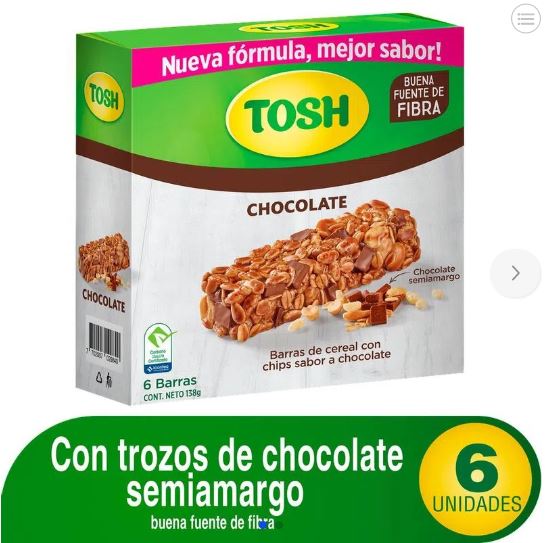 Nueva fórmula, mejor sabor!
TOSH
TOSH
BUENA
FUENTE DE
FIBRA
CHOCOLATE
Chocolate
semiamargo
CHOCOLATE
Barras de cereal con
chips sabor a chocolate
6 Barras
CONT. NETO 138g
Con trozos de chocolate
semiamargo
buena fuente de fibra
6
UNIDADES